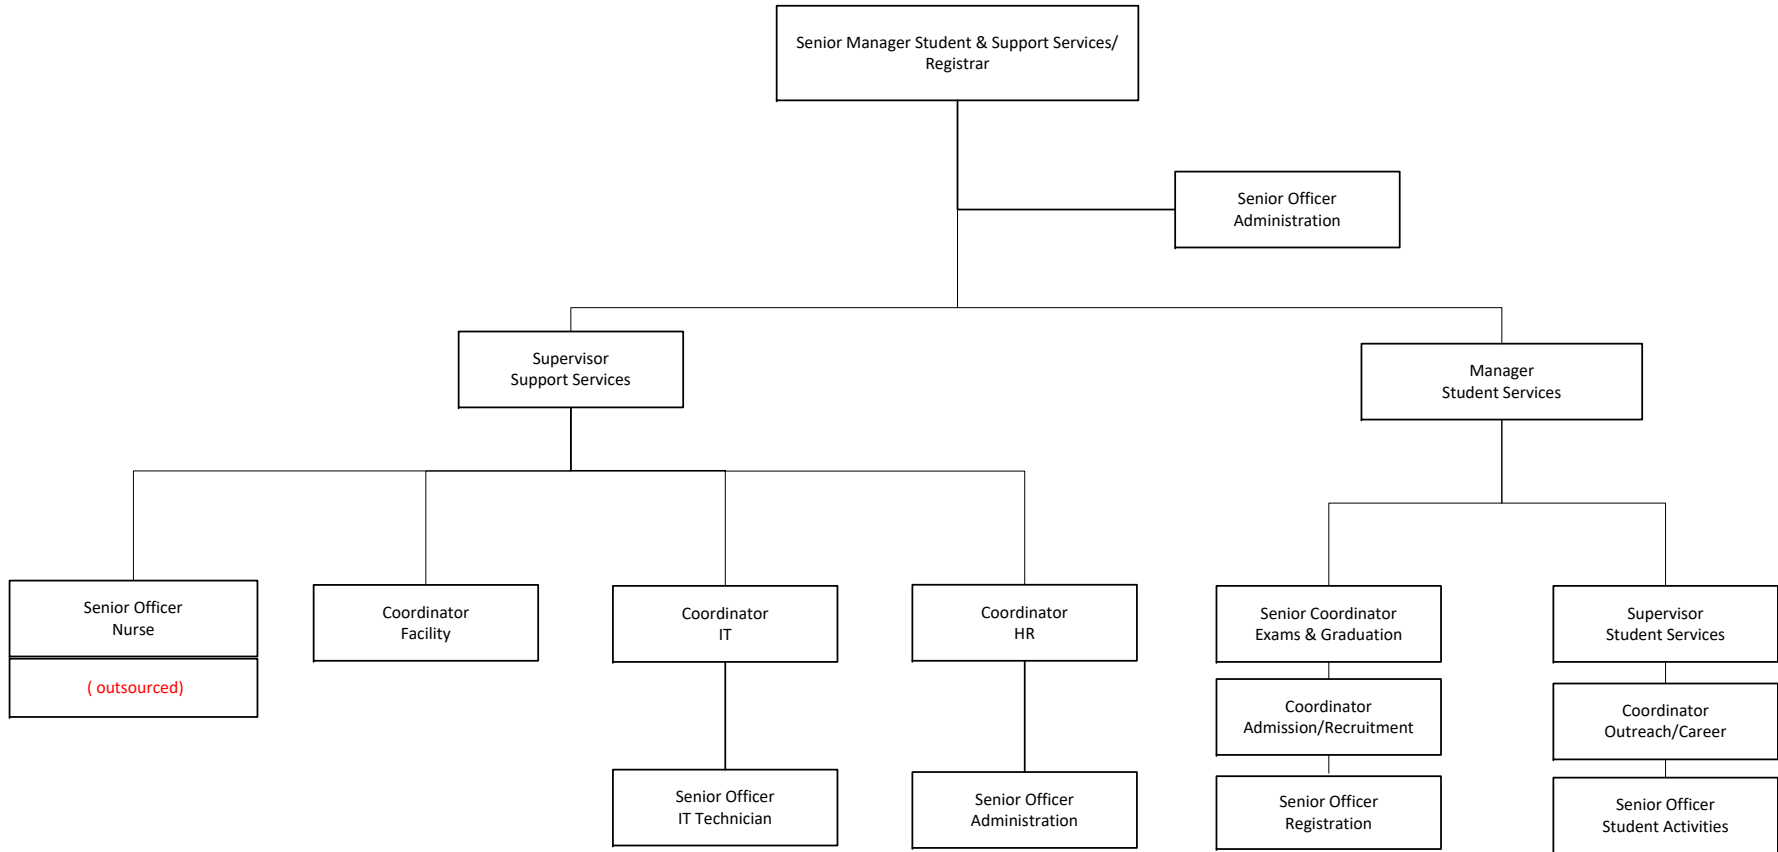 Senior Manager Student & Support Services/
Registrar
Senior Officer
Administration
Supervisor
Support Services
Manager
Student Services
Senior Officer
Nurse
( outsourced)
Coordinator
Facility
Coordinator
IT
Coordinator
HR
Senior Coordinator
Exams & Graduation
Supervisor
Student Services
Coordinator
Admission/Recruitment
Coordinator
Outreach/Career
Senior Officer
IT Technician
Senior Officer
Administration
Senior Officer
Registration
Senior Officer
Student Activities